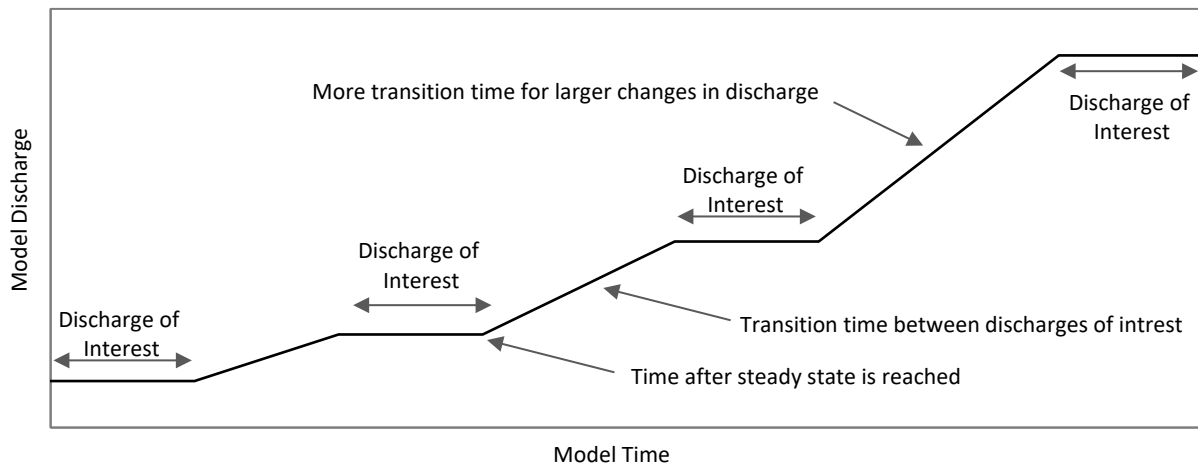 More transition time for larger changes in discharge
Discharge of
Interest
Discharge of
Interest
Discharge of
Interest
Discharge of
Interest
Transition time between discharges of intrest
Time after steady state is reached
Model Discharge
Model Time